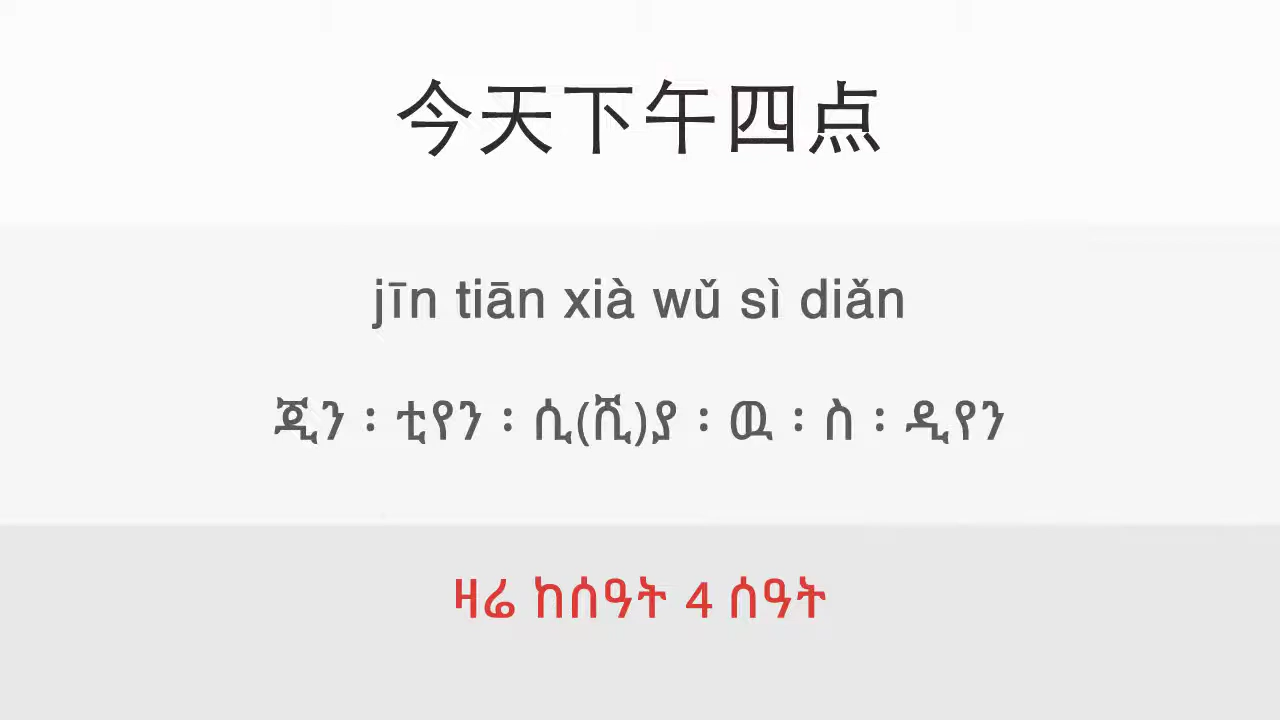 今天下午四点
jīn tiān xià wǔ sì diǎn
ጂን ፡ ቲየን ፡ ሲ(ሺ)ያ ፡ ዉ ፡ ስ ፡ ዲየን
ዛሬ ከሰዓት 4 ሰዓት